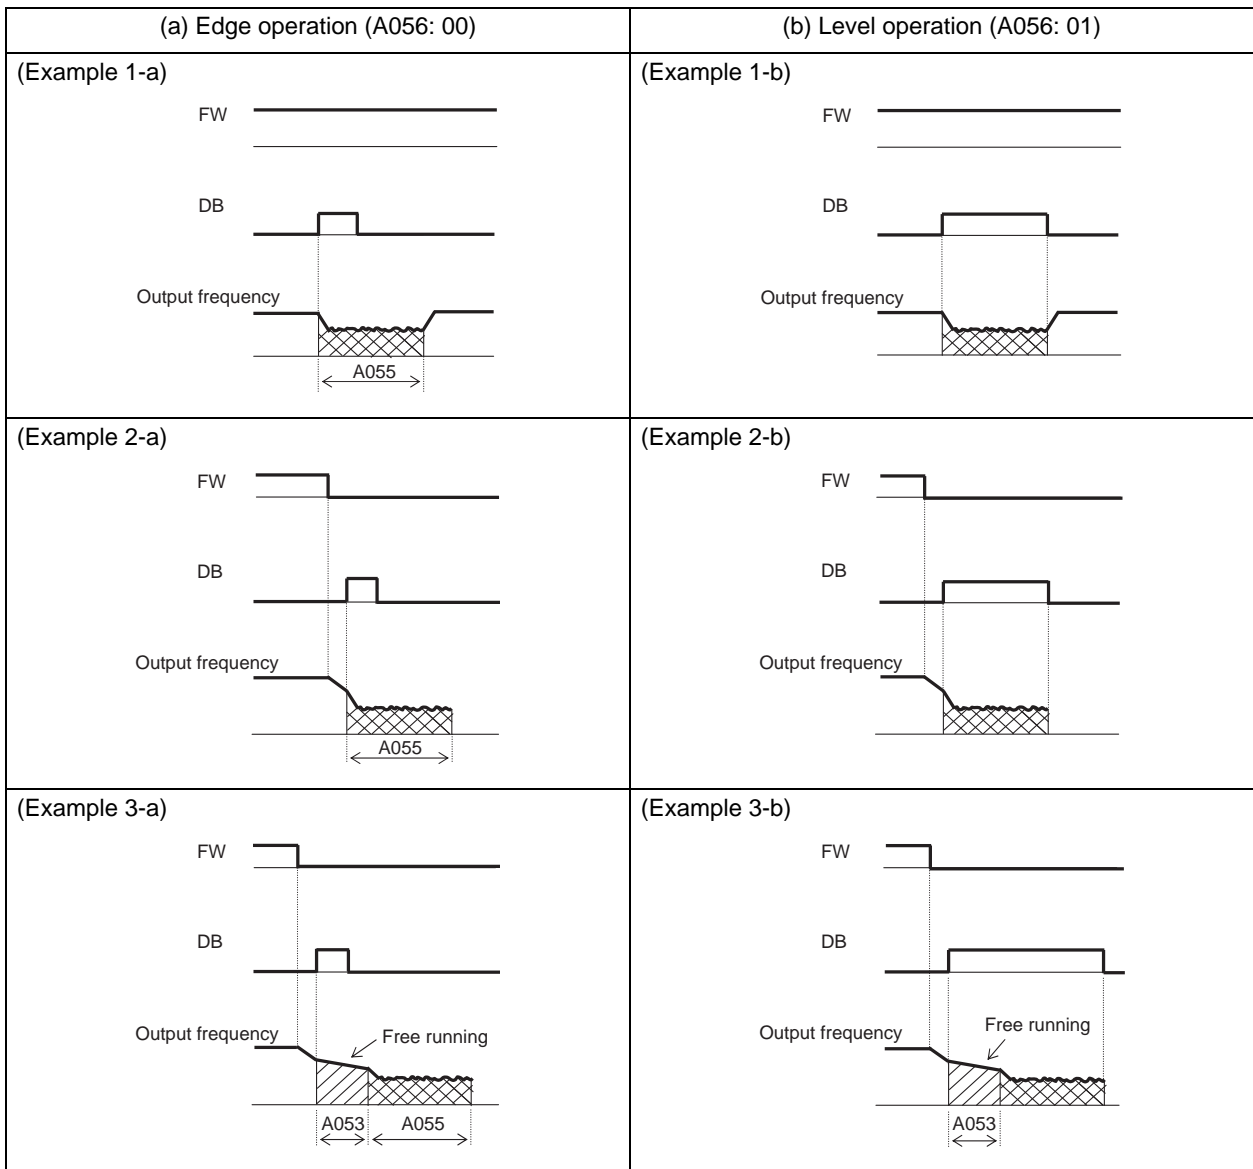 (a) Edge operation (A056: 00)
(b) Level operation (A056: 01)
(Example 1-a)
FW
DB
Output frequency
A055
(Example 1-b)
FW
DB
Output frequency
(Example 2-a)
FW
DB
Output frequency
A055
(Example 2-b)
FW
DB
Output frequency
(Example 3-a)
FW
DB
Output frequency
Free running
A053
A055
(Example 3-b)
FW
DB
Output frequency
Free running
A053